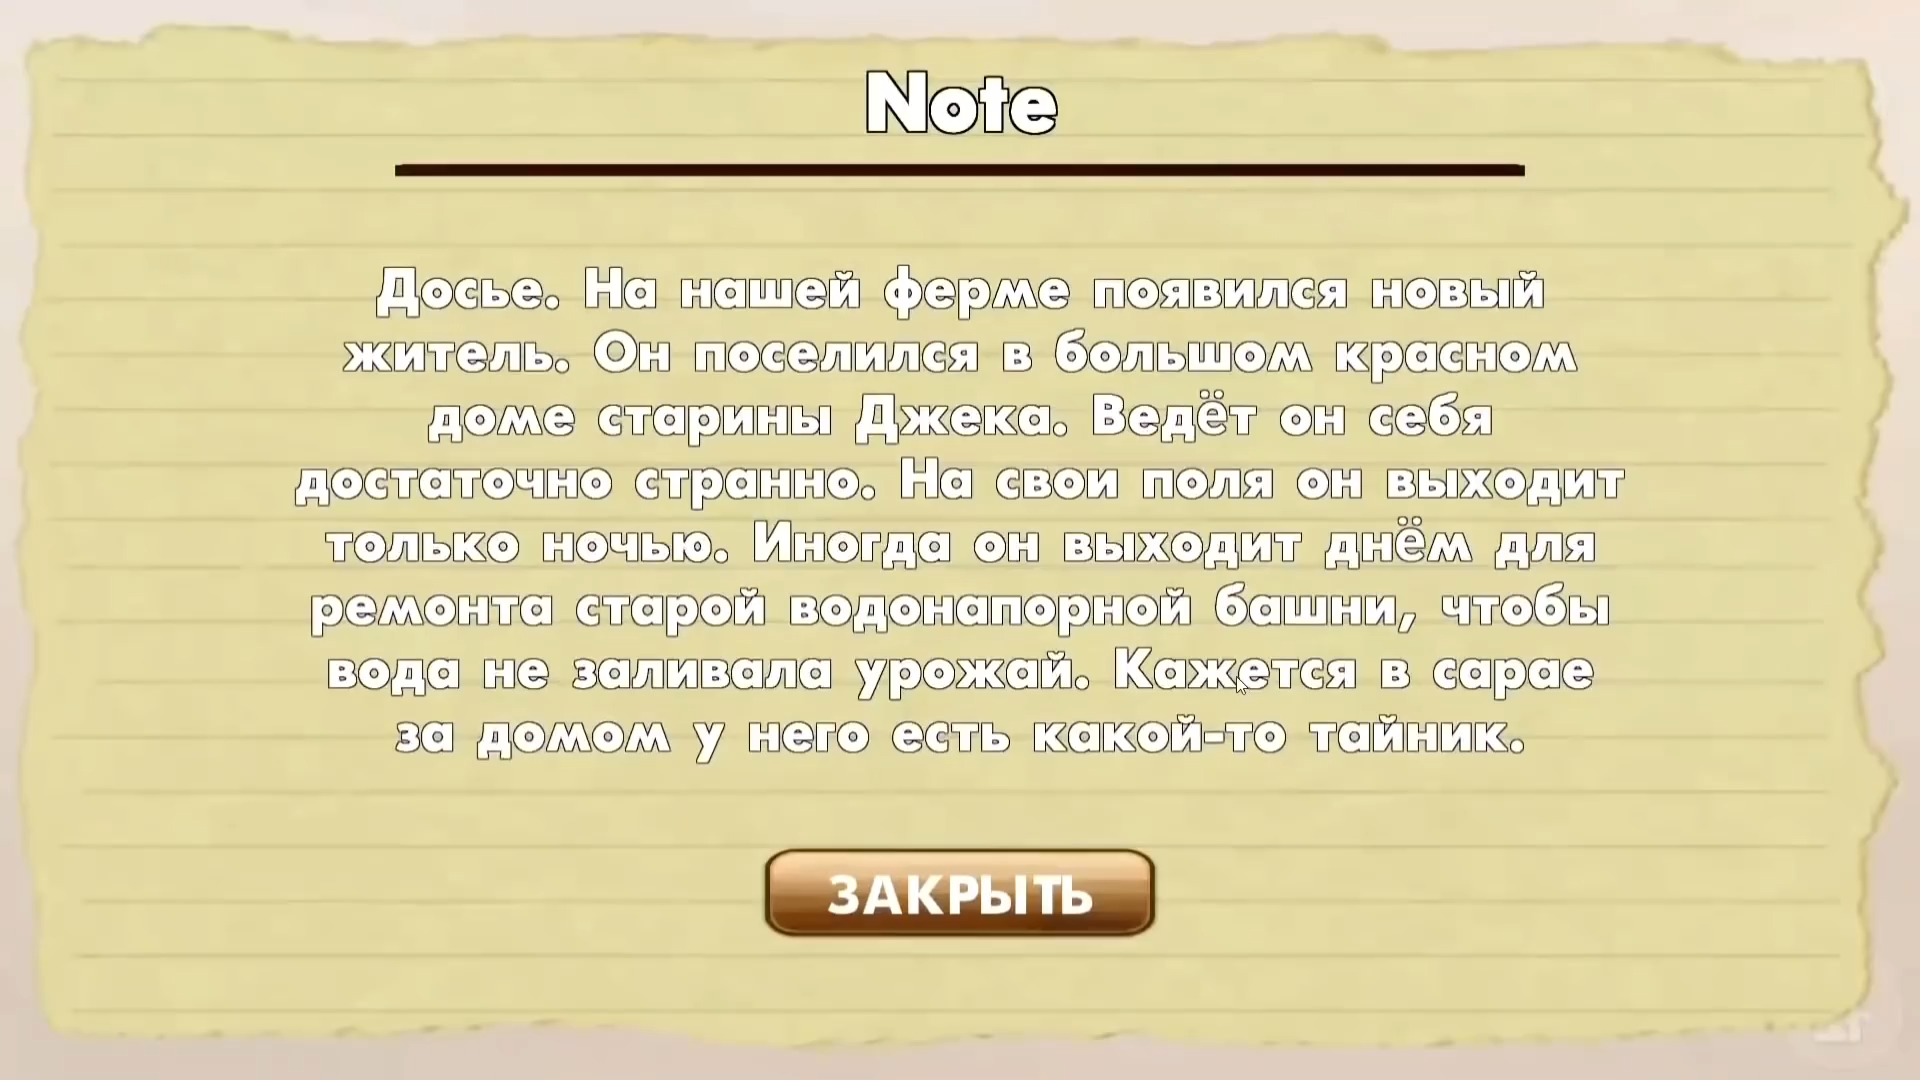 Note
Досье. На нашей ферме появился новый
житель. Он поселился в большом красном
доме старины Джека. Ведёт он себя
достаточно странно. На свои поля он выходит
только ночью. Иногда он выходит днём для
ремонта старой водонапорной башни, чтобы
вода не заливала урожай. Кажется в сарае
за домом у него есть какой-то тайник.
ЗАКРЫТЬ